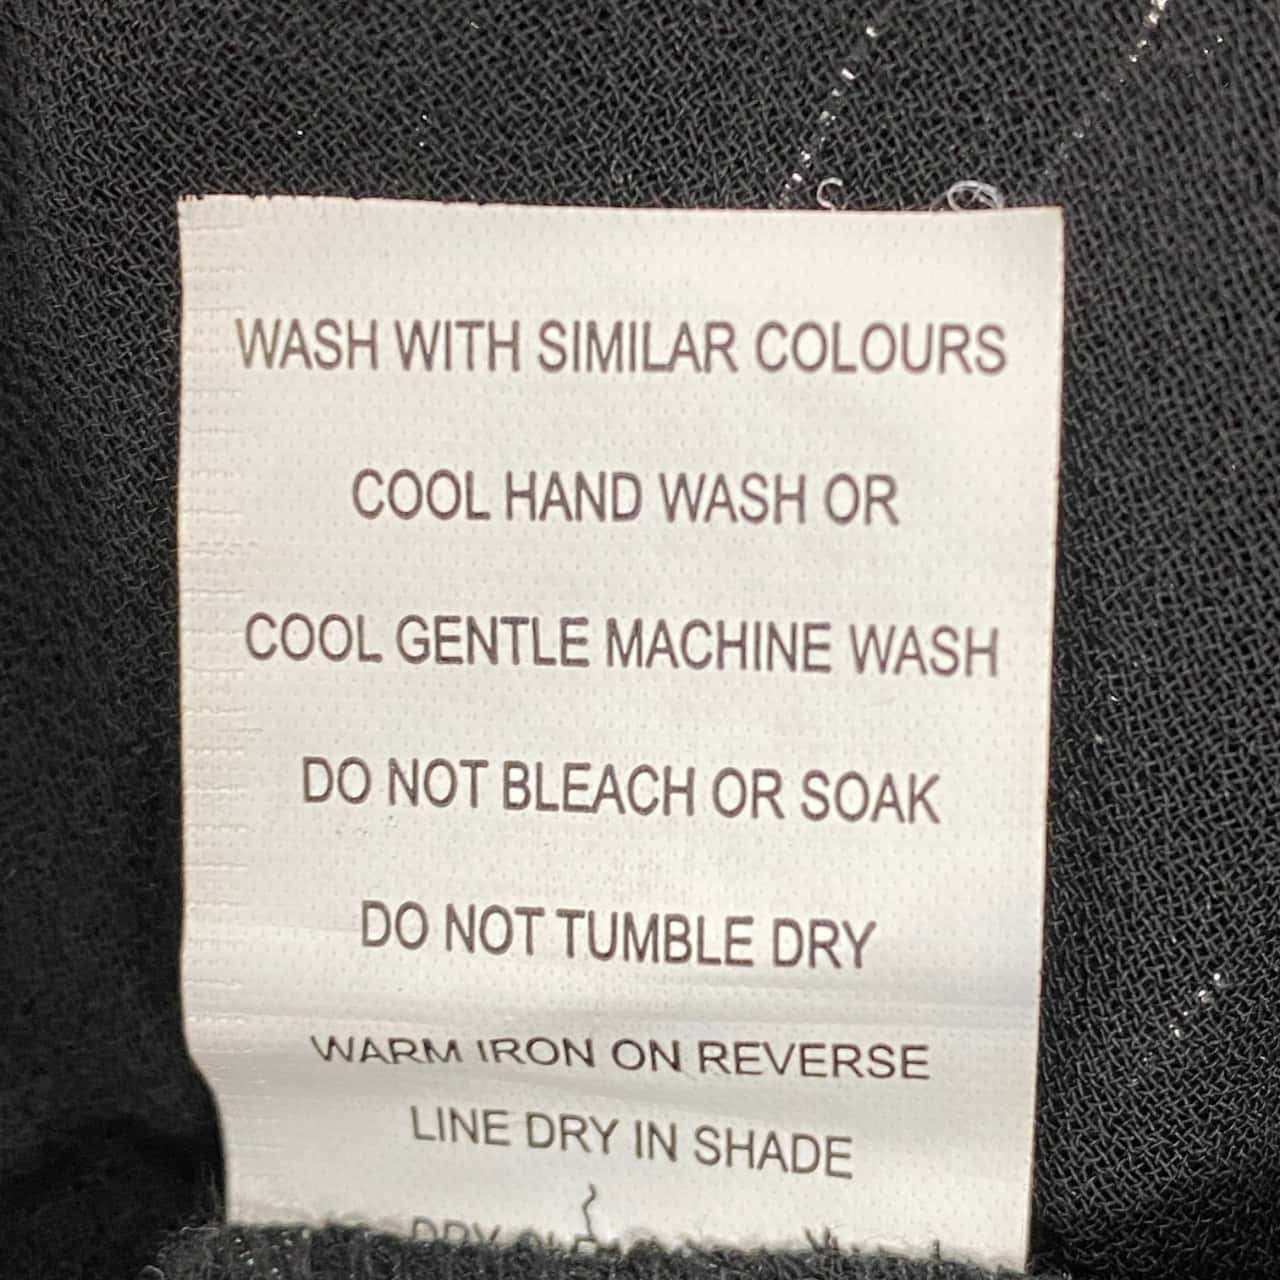 WASH WITH SIMILAR COLOURS
COOL HAND WASH OR
COOL GENTLE MACHINE WASH
DO NOT BLEACH OR SOAK
DO NOT TUMBLE DRY
WARM IRON ON REVERSE
LINE DRY IN SHADE
DRY